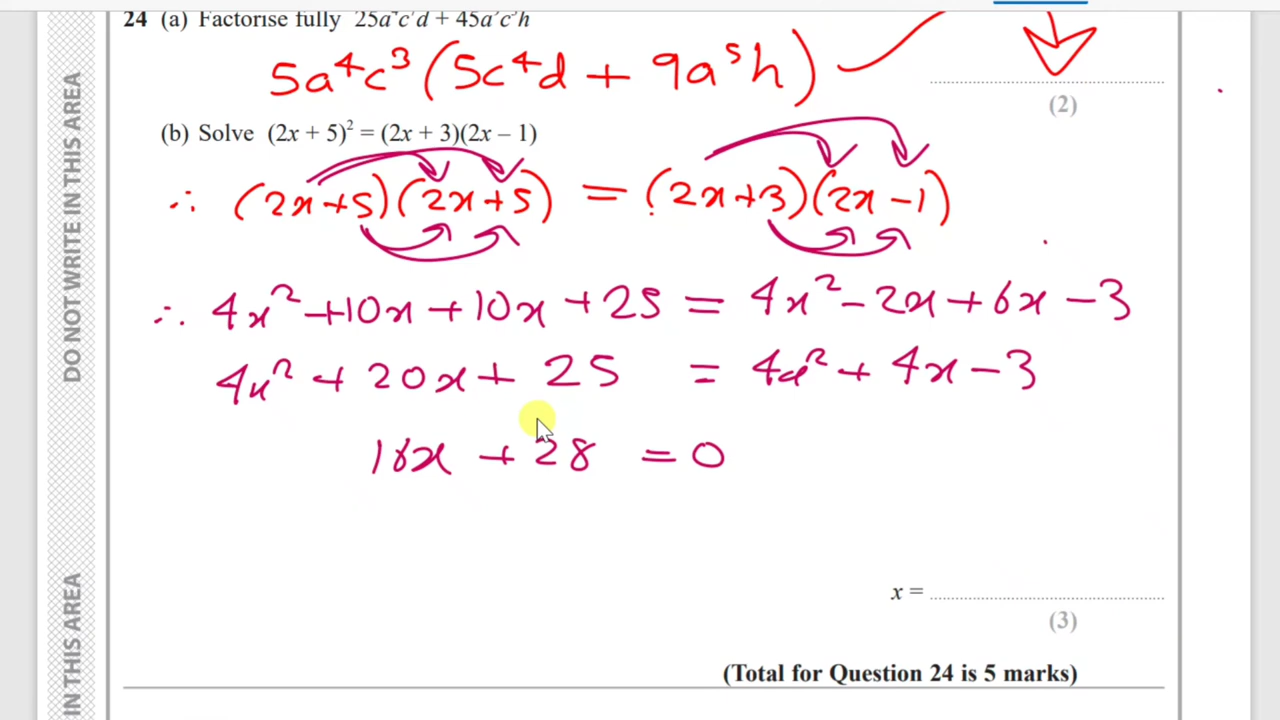 24 (a) Factorise fully 25a⁴c⁷d + 45a⁹c³h
5a⁴c³(5c⁴d + 9a⁵h)
(2)
(b) Solve (2x + 5)² = (2x + 3)(2x – 1)
∴ (2x+5)(2x+5) = (2x+3)(2x-1)
∴ 4x²+10x+10x+25 = 4x²-2x+6x-3
4x²+20x+25 = 4x²+4x-3
16x + 28 = 0
x =
(3)
(Total for Question 24 is 5 marks)
DO NOT WRITE IN THIS AREA
IN THIS AREA